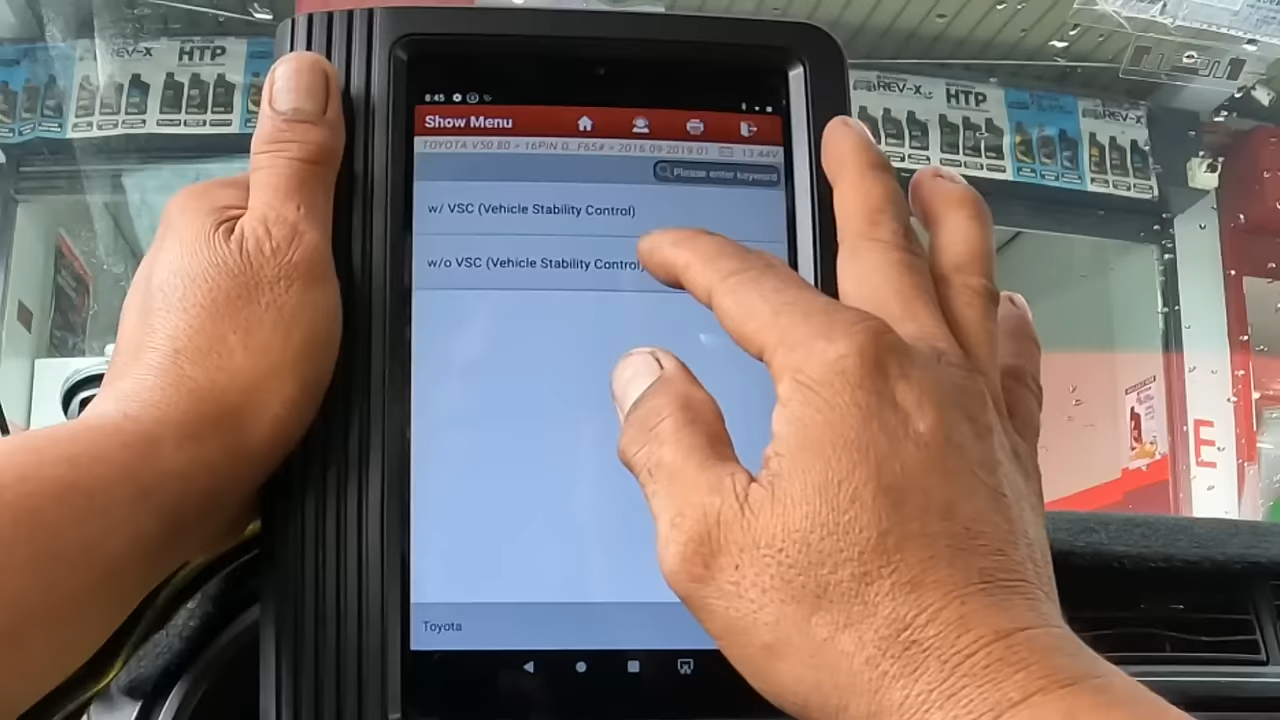 REV-X
HTP
8:45
Show Menu
TOYOTA V50.80 > 16PIN D...F65# > 2016.09-2019.01
13.44V
Please enter keyword
w/ VSC (Vehicle Stability Control)
w/o VSC (Vehicle Stability Control)
Toyota
REV-X
HTP
REV-X
E